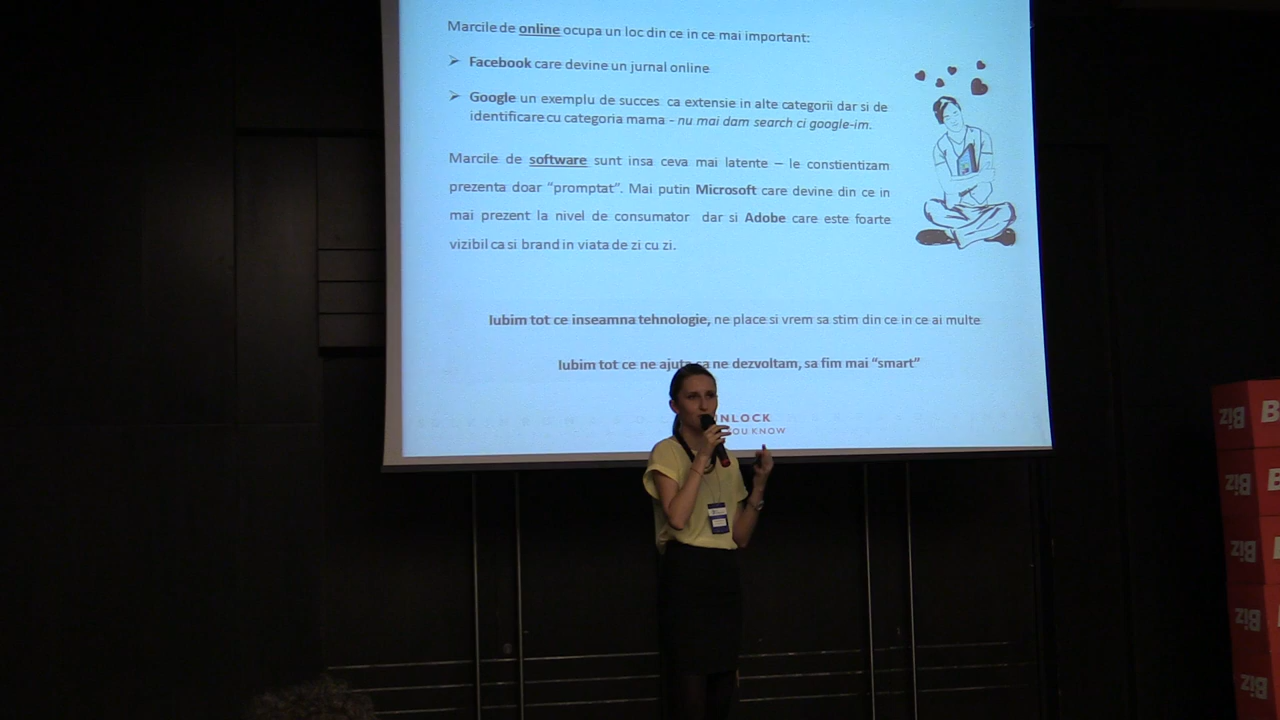 Marcile de online ocupa un loc din ce in ce mai important:
Facebook care devine un jurnal online
Google un exemplu de succes ca extensie in alte categorii dar si de
identificare cu categoria mama - nu mai dam search ci google-im.
Marcile de software sunt insa ceva mai latente – le constientizam
prezenta doar “promptat”. Mai putin Microsoft care devine din ce in
mai prezent la nivel de consumator dar si Adobe care este foarte
vizibil ca si brand in viata de zi cu zi.
Iubim tot ce inseamna tehnologie, ne place si vrem sa stim din ce in ce ai multe
Iubim tot ce ne ajuta sa ne dezvoltam, sa fim mai “smart”
NLOCK
YOU KNOW
Biz
Biz
Biz
Biz
Biz